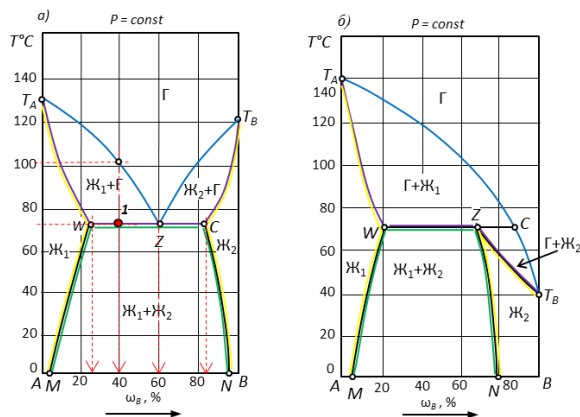 а)
P = const
T°C
140
120
100
80
60
40
20
0
T_A
T_B
Г
Ж₁+Г
Ж₂+Г
1
W
Z
C
Ж₁
Ж₂
Ж₁+Ж₂
A M
20
40
60
80
N B
ω_B , %
б)
P = const
T°C
140
120
100
80
60
40
20
0
T_A
Г
Г+Ж₁
Z
C
W
Г+Ж₂
Ж₁
Ж₁+Ж₂
T_B
Ж₂
A M
20
40
60
80
N
B
ω_B , %